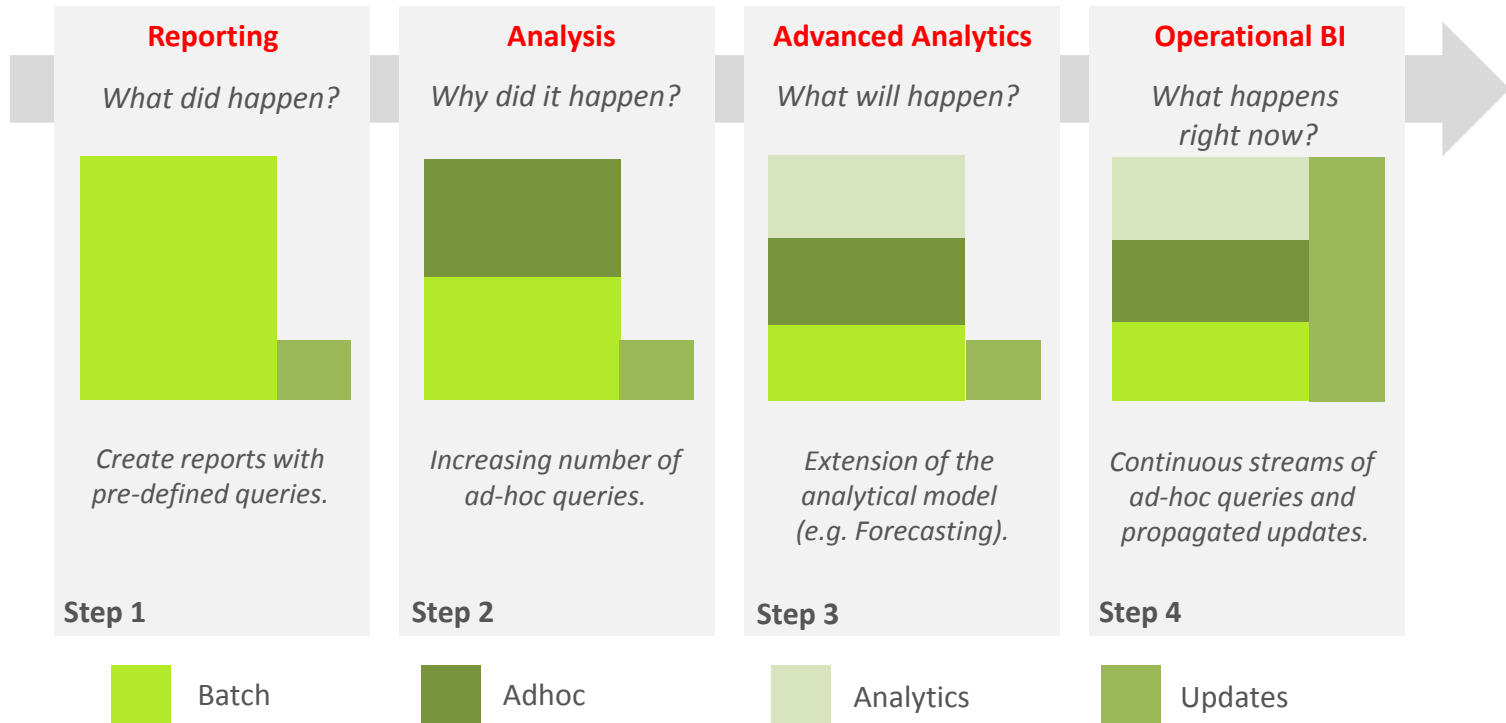 Reporting
What did happen?
Create reports with
pre-defined queries.
Step 1
Analysis
Why did it happen?
Increasing number of
ad-hoc queries.
Step 2
Advanced Analytics
What will happen?
Extension of the
analytical model
(e.g. Forecasting).
Step 3
Operational BI
What happens
right now?
Continuous streams of
ad-hoc queries and
propagated updates.
Step 4
Batch
Adhoc
Analytics
Updates